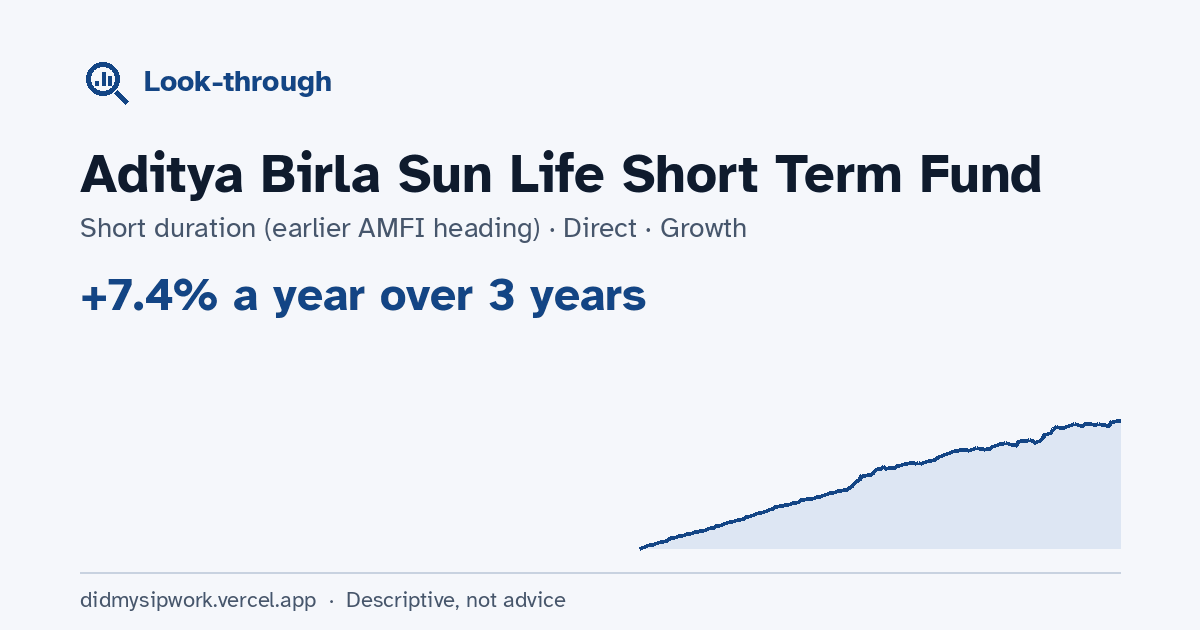 Look-through
Aditya Birla Sun Life Short Term Fund
Short duration (earlier AMFI heading) · Direct · Growth
+7.4% a year over 3 years
didmysipwork.vercel.app · Descriptive, not advice